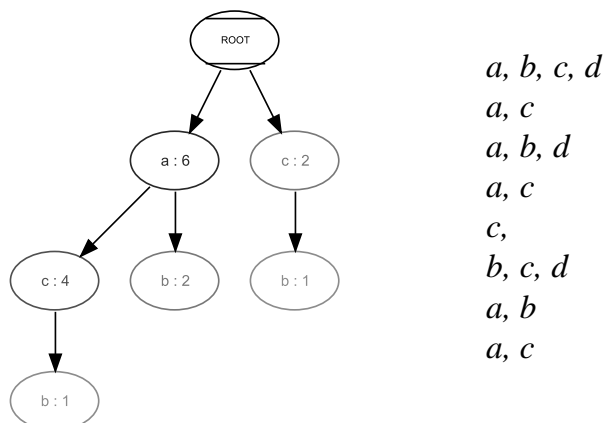 ROOT
a : 6
c : 2
c : 4
b : 2
b : 1
b : 1
a, b, c, d
a, c
a, b, d
a, c
c,
b, c, d
a, b
a, c